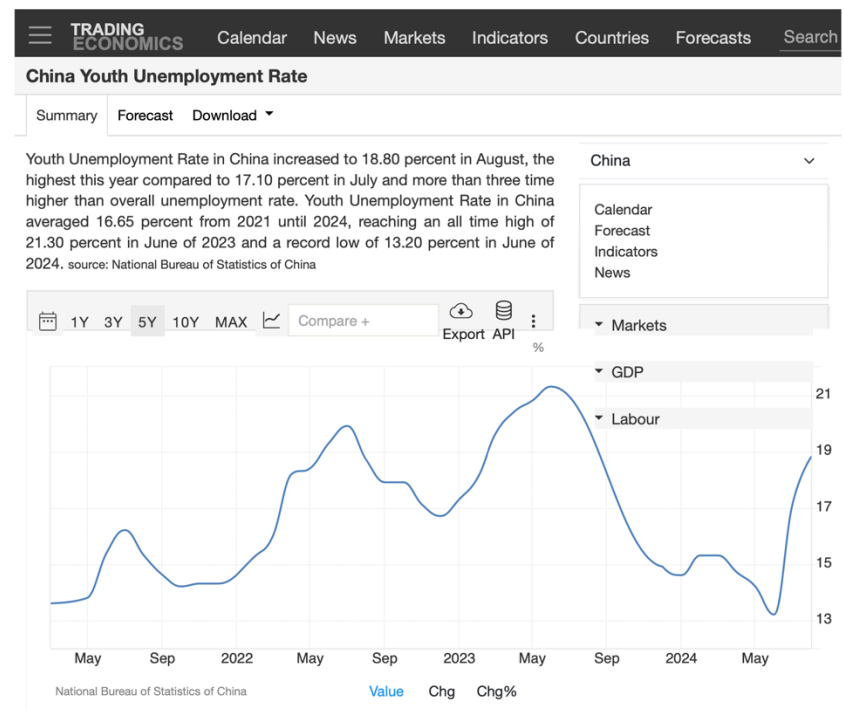 TRADING
ECONOMICS
Calendar News Markets Indicators Countries Forecasts Search
China Youth Unemployment Rate
Summary Forecast Download
Youth Unemployment Rate in China increased to 18.80 percent in August, the
highest this year compared to 17.10 percent in July and more than three time
higher than overall unemployment rate. Youth Unemployment Rate in China
averaged 16.65 percent from 2021 until 2024, reaching an all time high of
21.30 percent in June of 2023 and a record low of 13.20 percent in June of
2024. source: National Bureau of Statistics of China
China
Calendar
Forecast
Indicators
News
Markets
GDP
Labour
1Y 3Y 5Y 10Y MAX Compare + Export API
%
21
19
17
15
13
May Sep 2022 May Sep 2023 May Sep 2024 May
National Bureau of Statistics of China Value Chg Chg%